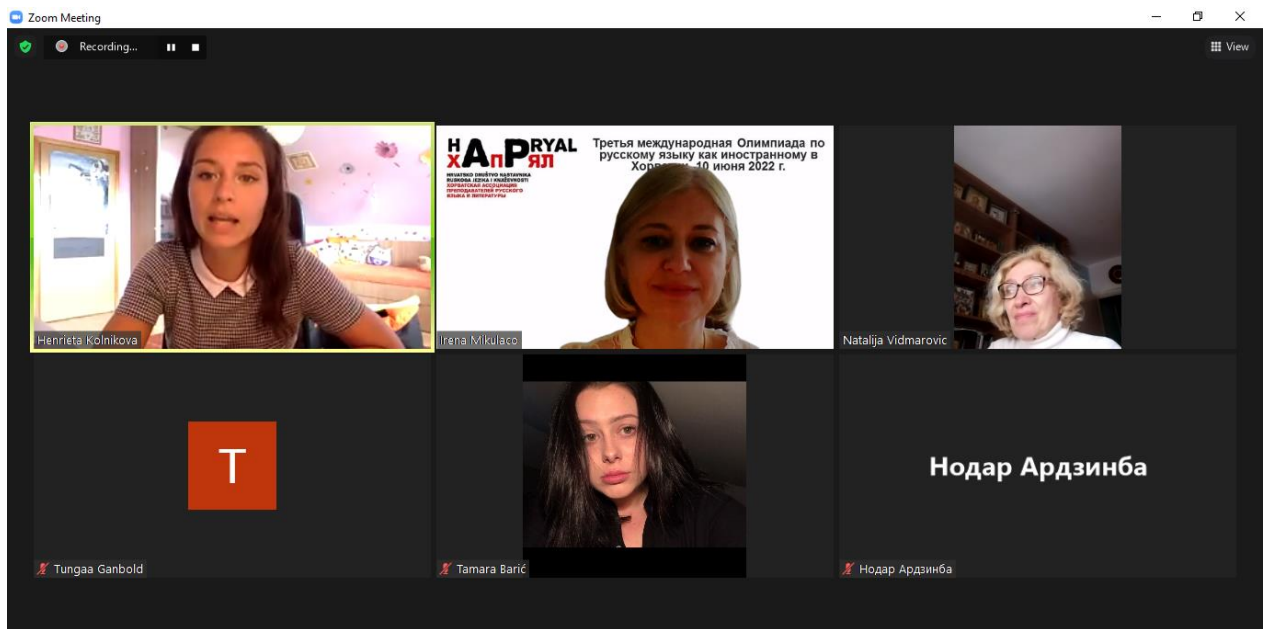 Zoom Meeting
Recording...
View
HAPRYAL
ХАПРЯЛ
HRVATSKO DRUŠTVO NASTAVNIKA
RUSKOGA JEZIKA I KNJIŽEVNOSTI
ХОРВАТСКАЯ АССОЦИАЦИЯ
ПРЕПОДАВАТЕЛЕЙ РУССКОГО
ЯЗЫКА И ЛИТЕРАТУРЫ
Третья международная Олимпиада по
русскому языку как иностранному в
10 июня 2022 г.
Henrieta Kolnikova
Irena Mikulaco
Natalija Vidmarovic
T
Нодар Ардзинба
Tungaa Ganbold
Tamara Barić
Нодар Ардзинба